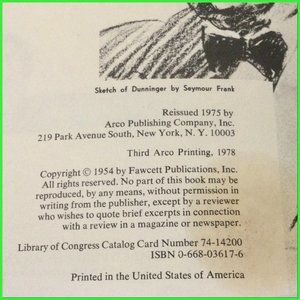 Sketch of Dunninger by Seymour Frank
Reissued 1975 by
Arco Publishing Company, Inc.
219 Park Avenue South, New York, N. Y. 10003
Third Arco Printing, 1978
Copyright © 1954 by Fawcett Publications, Inc.
All rights reserved. No part of this book may be
reproduced, by any means, without permission in
writing from the publisher, except by a reviewer
who wishes to quote brief excerpts in connection
with a review in a magazine or newspaper.
Library of Congress Catalog Card Number 74-14200
ISBN 0-668-03617-6
Printed in the United States of America